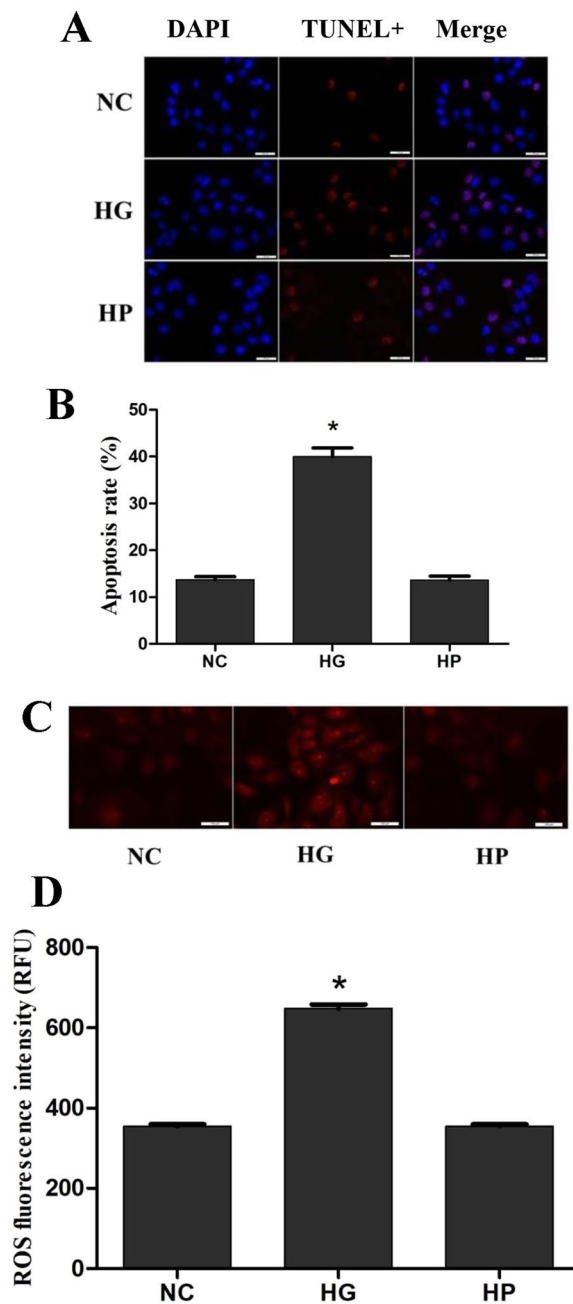 A
DAPI TUNEL+ Merge
NC
HG
HP
B
Apoptosis rate (%)
50
40
30
20
10
0
*
NC HG HP
C
NC HG HP
D
ROS fluorescence intensity (RFU)
800
600
400
200
0
*
NC HG HP